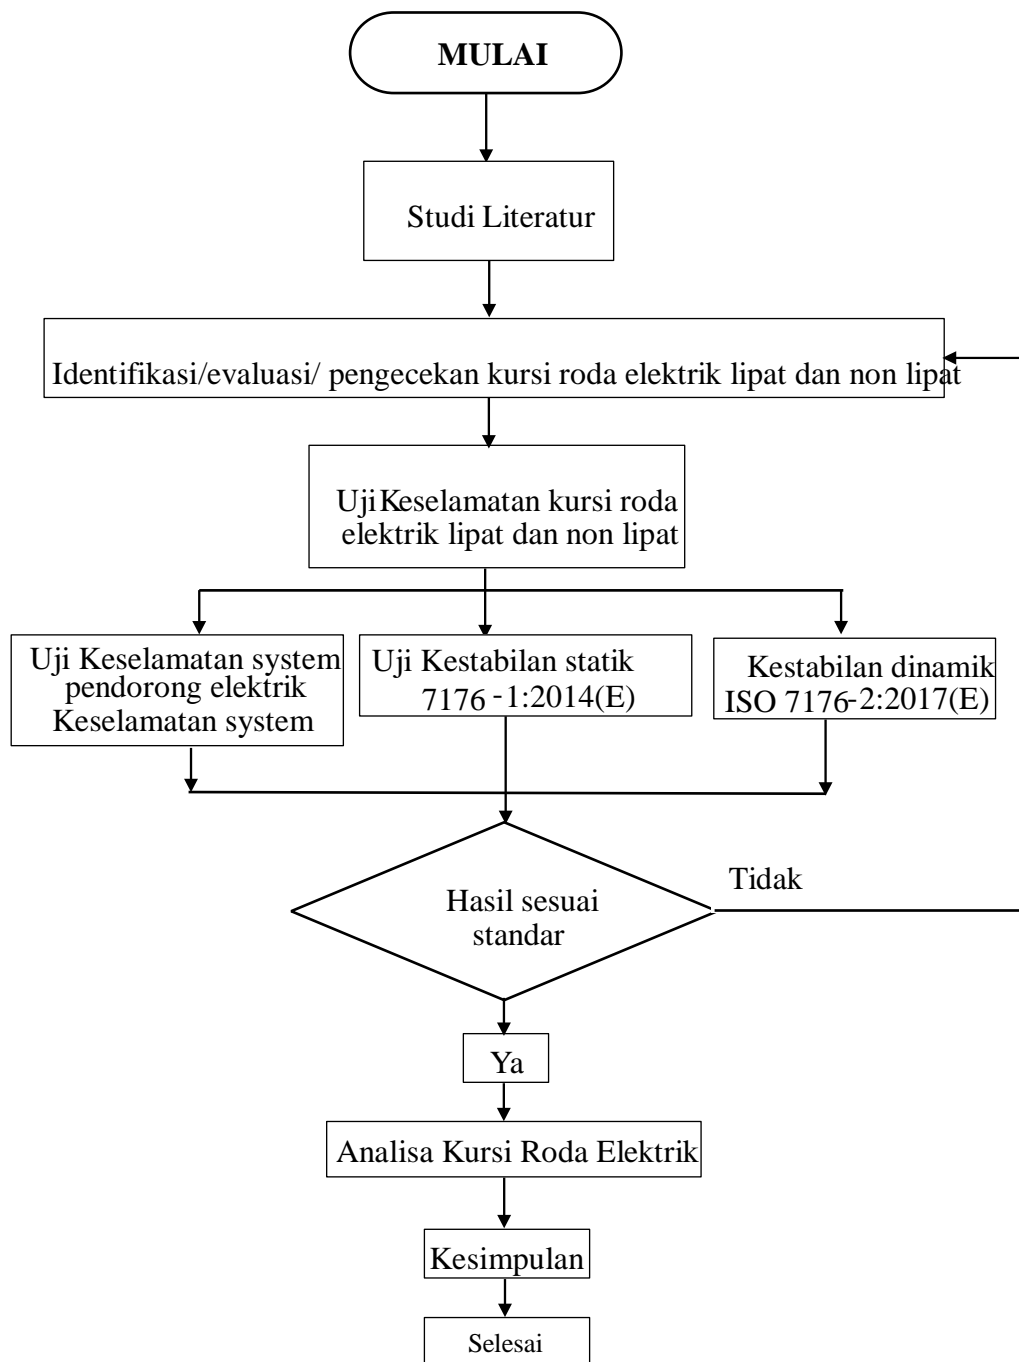 MULAI
Studi Literatur
Identifikasi/evaluasi/ pengecekan kursi roda elektrik lipat dan non lipat
Uji Keselamatan kursi roda
elektrik lipat dan non lipat
Uji Keselamatan system
pendorong elektrik
Keselamatan system
Uji Kestabilan statik
7176 -1:2014(E)
Kestabilan dinamik
ISO 7176-2:2017(E)
Hasil sesuai
standar
Tidak
Ya
Analisa Kursi Roda Elektrik
Kesimpulan
Selesai